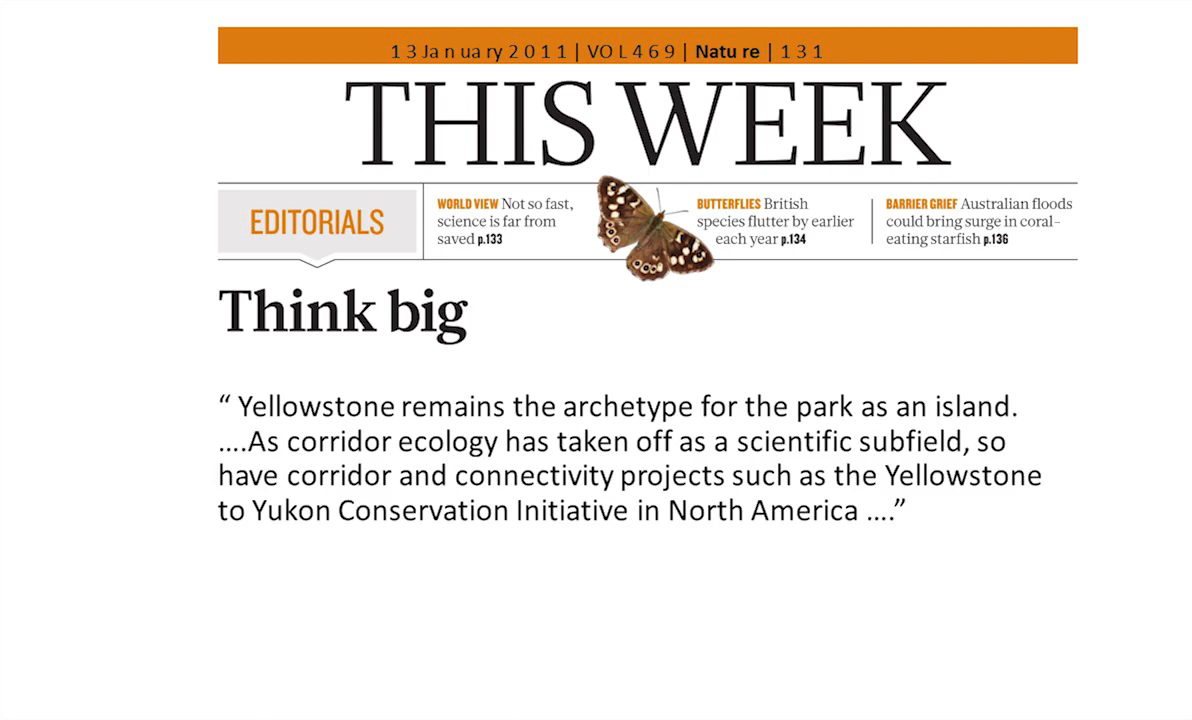 13 January 2011 | VOL 469 | Nature | 131
THIS WEEK
EDITORIALS
WORLD VIEW Not so fast,
science is far from
saved p.133
BUTTERFLIES British
species flutter by earlier
each year p.134
BARRIER GRIEF Australian floods
could bring surge in coral-
eating starfish p.136
Think big
“ Yellowstone remains the archetype for the park as an island.
….As corridor ecology has taken off as a scientific subfield, so
have corridor and connectivity projects such as the Yellowstone
to Yukon Conservation Initiative in North America ….”